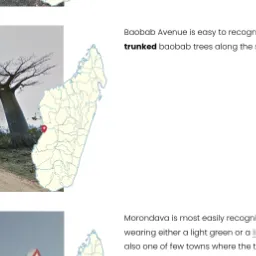 Baobab Avenue is easy to recogn
trunked baobab trees along the
Morondava is most easily recogni
wearing either a light green or a
also one of few towns where the